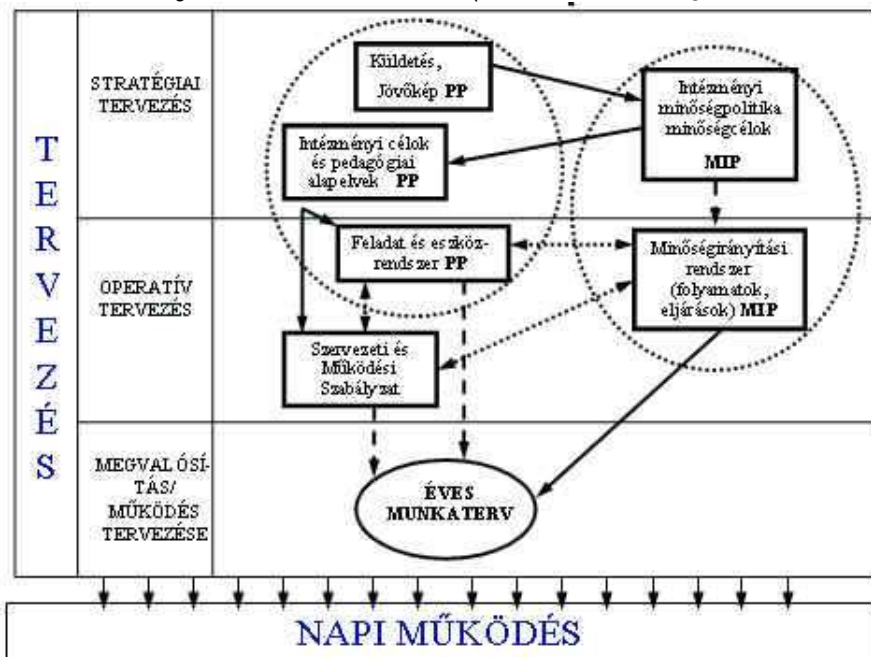 T
E
R
V
E
Z
É
S
STRATÉGIAI
TERVEZÉS
Küldetés,
Jövőkép PP
Intézményi
minőségpolitika
minőségcélok
MIP
Intézményi célok
és pedagógiai
alapelvek PP
OPERATÍV
TERVEZÉS
Feladat és eszköz-
rendszer PP
Minőségirányítási
rendszer
(folyamatok,
eljárások) MIP
Szervezeti és
Működési
Szabályzat
MEGVALÓSÍ-
TÁS/
MŰKÖDÉS
TERVEZÉSE
ÉVES
MUNKATERV
NAPI MŰKÖDÉS